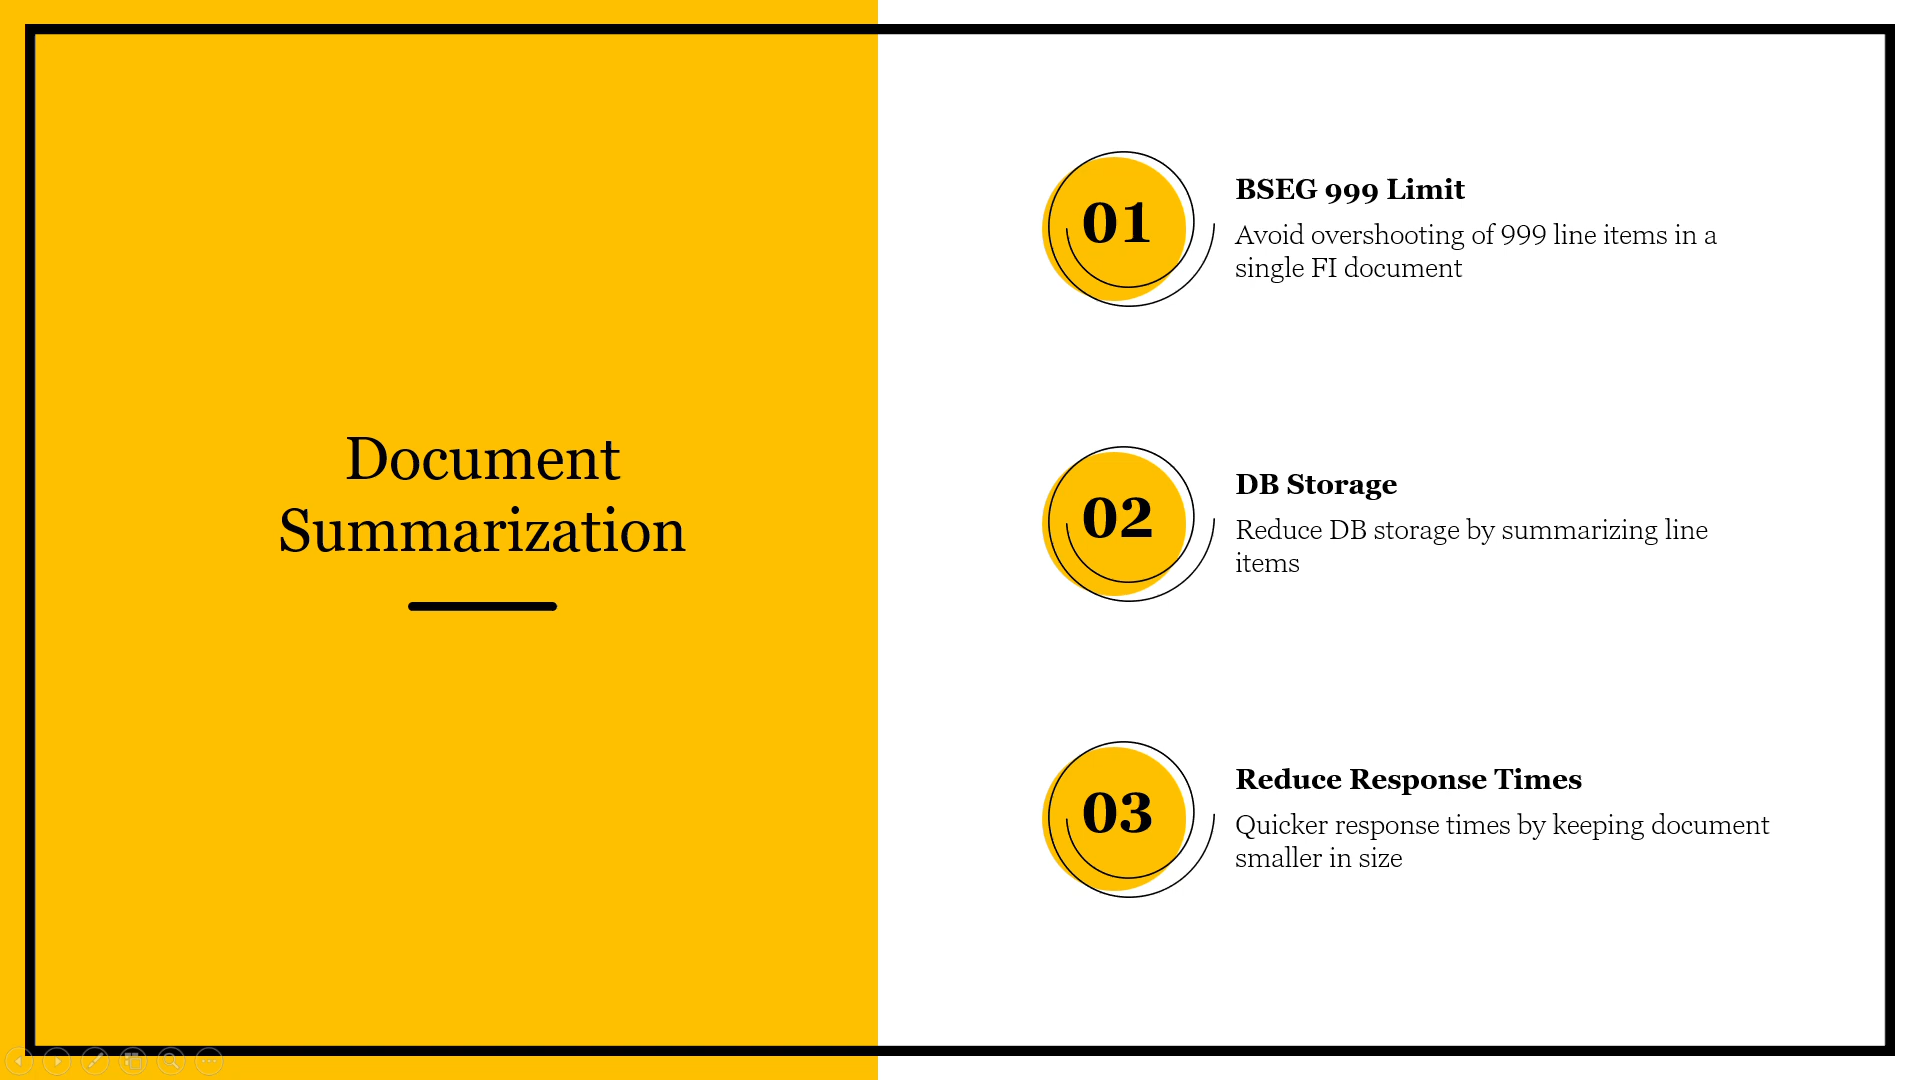 Document
Summarization
01
BSEG 999 Limit
Avoid overshooting of 999 line items in a
single FI document
02
DB Storage
Reduce DB storage by summarizing line
items
03
Reduce Response Times
Quicker response times by keeping document
smaller in size